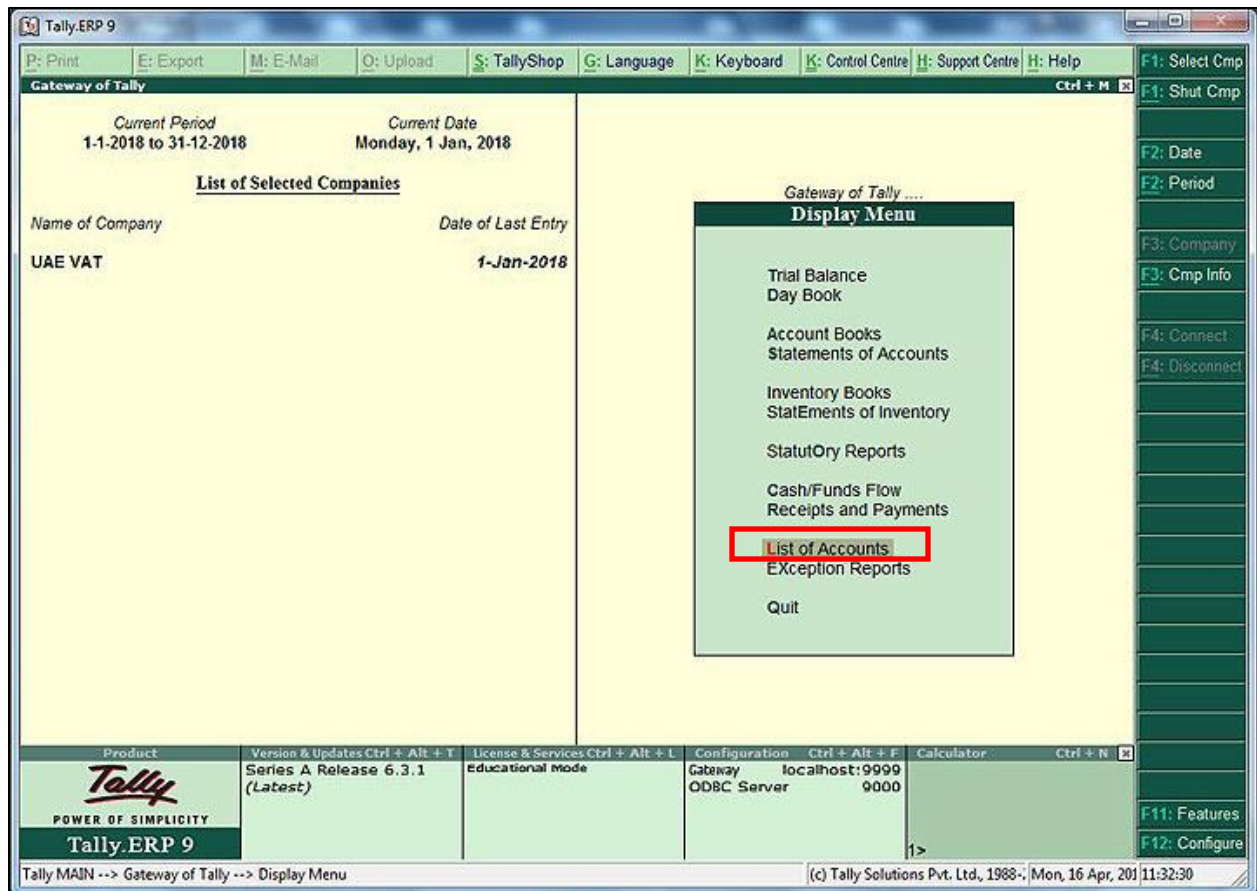 Tally.ERP 9
P: Print E: Export M: E-Mail O: Upload S: TallyShop G: Language K: Keyboard K: Control Centre H: Support Centre H: Help
Gateway of Tally Ctrl + M
Current Period Current Date
1-1-2018 to 31-12-2018 Monday, 1 Jan, 2018
List of Selected Companies
Name of Company Date of Last Entry
UAE VAT 1-Jan-2018
Gateway of Tally ....
Display Menu
Trial Balance
Day Book
Account Books
Statements of Accounts
Inventory Books
StatEments of Inventory
StatutOry Reports
Cash/Funds Flow
Receipts and Payments
List of Accounts
EXception Reports
Quit
F1: Select Cmp
F1: Shut Cmp
F2: Date
F2: Period
F3: Company
F3: Cmp Info
F4: Connect
F4: Disconnect
F11: Features
F12: Configure
Product
Tally
POWER OF SIMPLICITY
Tally.ERP 9
Version & Updates Ctrl + Alt + T
Series A Release 6.3.1
(Latest)
License & Services Ctrl + Alt + L
Educational Mode
Configuration Ctrl + Alt + F
Gateway localhost:9999
ODBC Server 9000
Calculator Ctrl + N
1>
Tally MAIN --> Gateway of Tally --> Display Menu (c) Tally Solutions Pvt. Ltd., 1988-: Mon, 16 Apr, 201 11:32:30